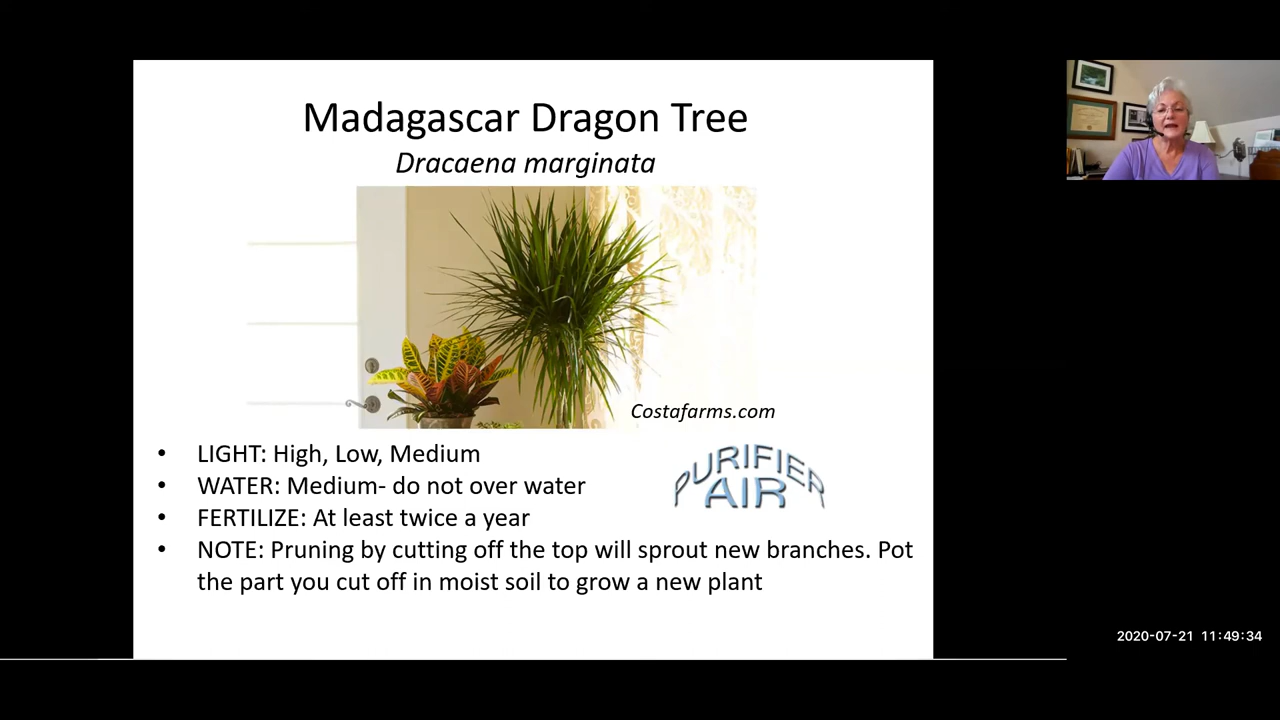 Madagascar Dragon Tree
Dracaena marginata
Costafarms.com
• LIGHT: High, Low, Medium
• WATER: Medium- do not over water
• FERTILIZE: At least twice a year
• NOTE: Pruning by cutting off the top will sprout new branches. Pot
the part you cut off in moist soil to grow a new plant
PURIFIER
AIR
2020-07-21 11:49:34